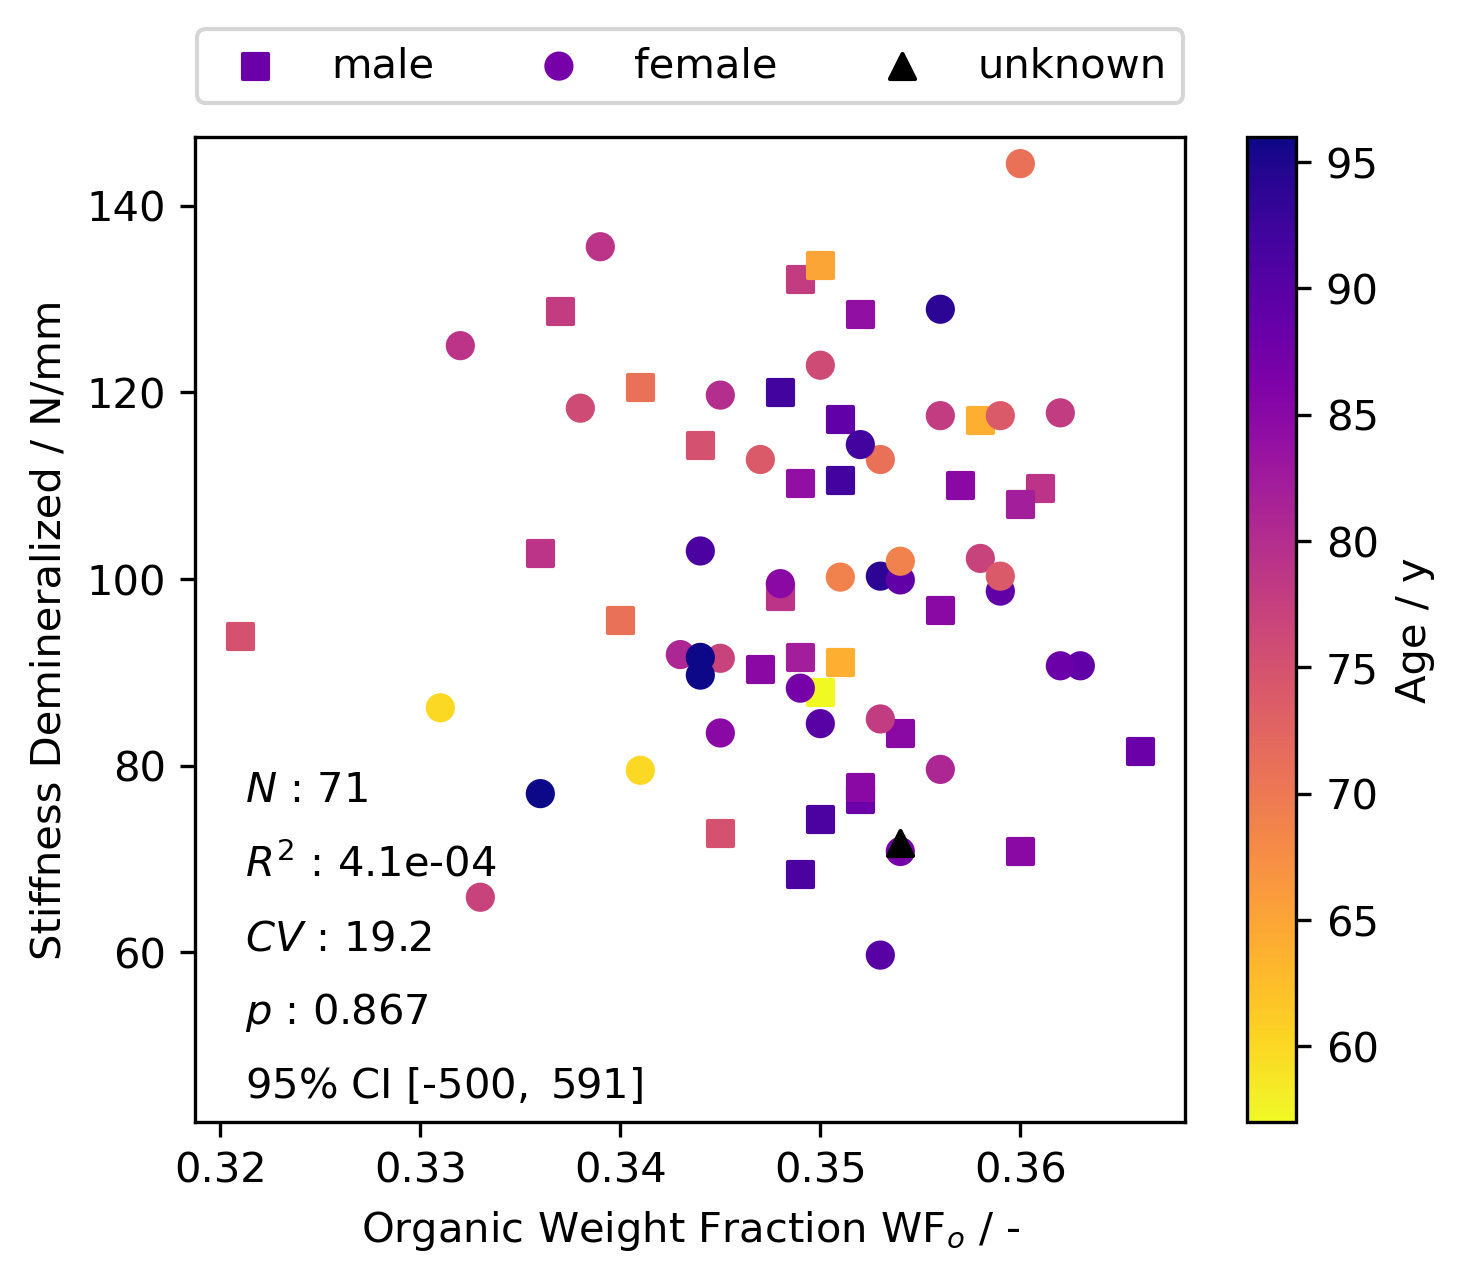 male female unknown
140
120
100
80
60
Stiffness Demineralized / N/mm
N : 71
R² : 4.1e-04
CV : 19.2
p : 0.867
95% CI [-500, 591]
0.32 0.33 0.34 0.35 0.36
Organic Weight Fraction WFₒ / -
95
90
85
80
75
70
65
60
Age / y